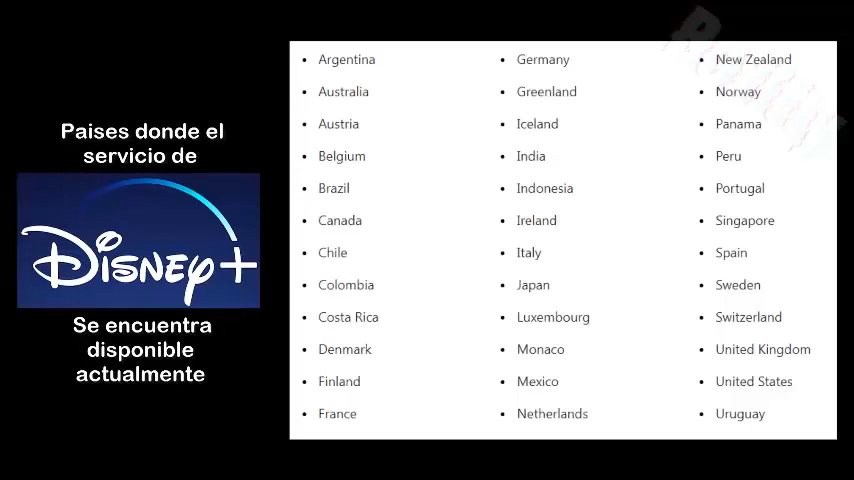 Paises donde el
servicio de
Disney+
Se encuentra
disponible
actualmente
• Argentina
• Australia
• Austria
• Belgium
• Brazil
• Canada
• Chile
• Colombia
• Costa Rica
• Denmark
• Finland
• France
• Germany
• Greenland
• Iceland
• India
• Indonesia
• Ireland
• Italy
• Japan
• Luxembourg
• Monaco
• Mexico
• Netherlands
• New Zealand
• Norway
• Panama
• Peru
• Portugal
• Singapore
• Spain
• Sweden
• Switzerland
• United Kingdom
• United States
• Uruguay